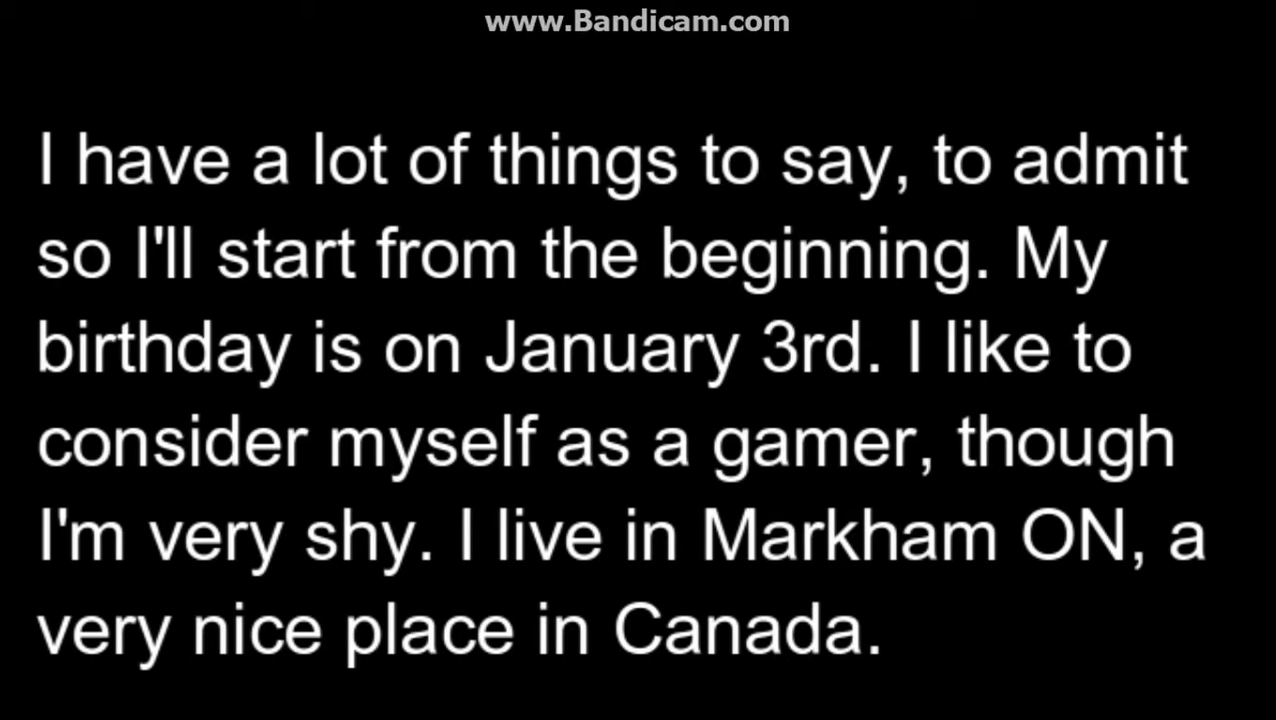 www.Bandicam.com
I have a lot of things to say, to admit
so I'll start from the beginning. My
birthday is on January 3rd. I like to
consider myself as a gamer, though
I'm very shy. I live in Markham ON, a
very nice place in Canada.